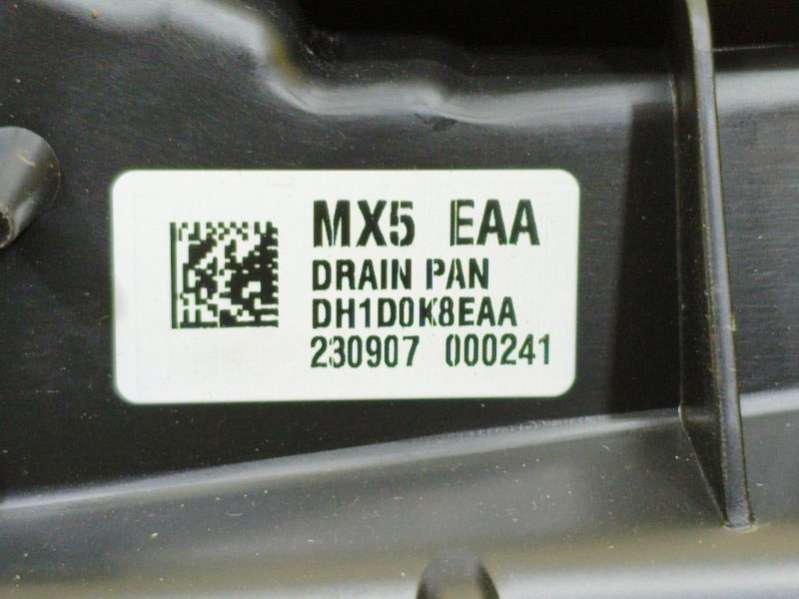 MX5 EAA
DRAIN PAN
DH1D0K8EAA
230907 000241